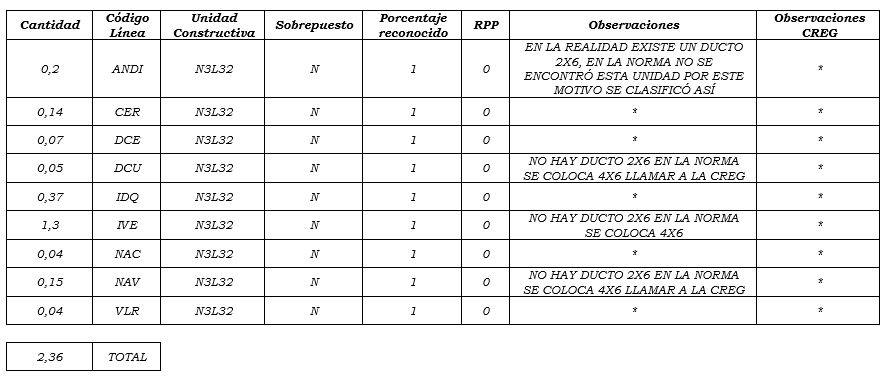 Cantidad Código Línea Unidad Constructiva Sobrepuesto Porcentaje reconocido RPP Observaciones Observaciones CREG
0,2 ANDI N3L32 N 1 0 EN LA REALIDAD EXISTE UN DUCTO 2X6, EN LA NORMA NO SE ENCONTRÓ ESTA UNIDAD POR ESTE MOTIVO SE CLASIFICÓ ASÍ *
0,14 CER N3L32 N 1 0 * *
0,07 DCE N3L32 N 1 0 * *
0,05 DCU N3L32 N 1 0 NO HAY DUCTO 2X6 EN LA NORMA SE COLOCA 4X6 LLAMAR A LA CREG *
0,37 IDQ N3L32 N 1 0 * *
1,3 IVE N3L32 N 1 0 NO HAY DUCTO 2X6 EN LA NORMA SE COLOCA 4X6 *
0,04 NAC N3L32 N 1 0 * *
0,15 NAV N3L32 N 1 0 NO HAY DUCTO 2X6 EN LA NORMA SE COLOCA 4X6 LLAMAR A LA CREG *
0,04 VLR N3L32 N 1 0 * *
2,36 TOTAL